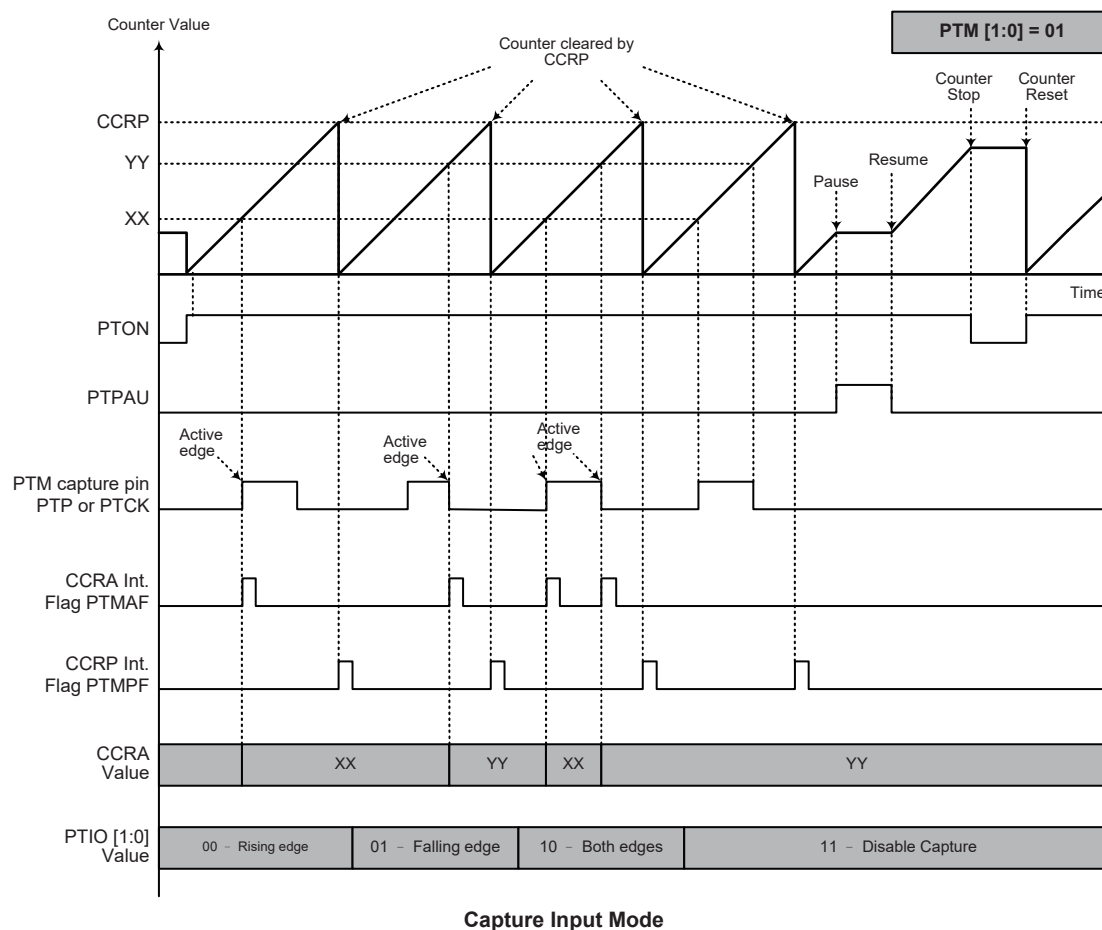 Counter Value
PTM [1:0] = 01
Counter cleared by
CCRP
Counter
Stop
Counter
Reset
CCRP
YY
Resume
Pause
XX
Time
PTON
PTPAU
Active
edge
Active
edge
Active
edge
PTM capture pin
PTP or PTCK
CCRA Int.
Flag PTMAF
CCRP Int.
Flag PTMPF
CCRA
Value
XX
YY
XX
YY
PTIO [1:0]
Value
00 – Rising edge
01 – Falling edge
10 – Both edges
11 – Disable Capture
Capture Input Mode